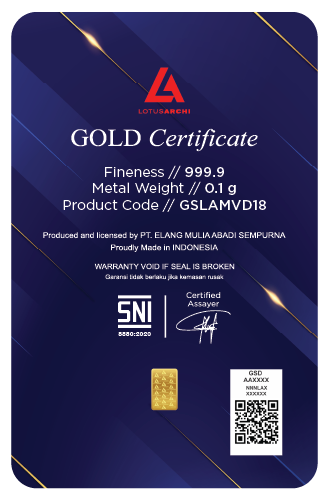 LOTUSARCHI
GOLD Certificate
Fineness // 999.9
Metal Weight // 0.1 g
Product Code // GSLAMVD18
Produced and licensed by PT. ELANG MULIA ABADI SEMPURNA
Proudly Made in INDONESIA
WARRANTY VOID IF SEAL IS BROKEN
Garansi tidak berlaku jika kemasan rusak
SNI
8880:2020
Certified
Assayer
GSD
AAXXXX
NNNLAX
XXXXXX